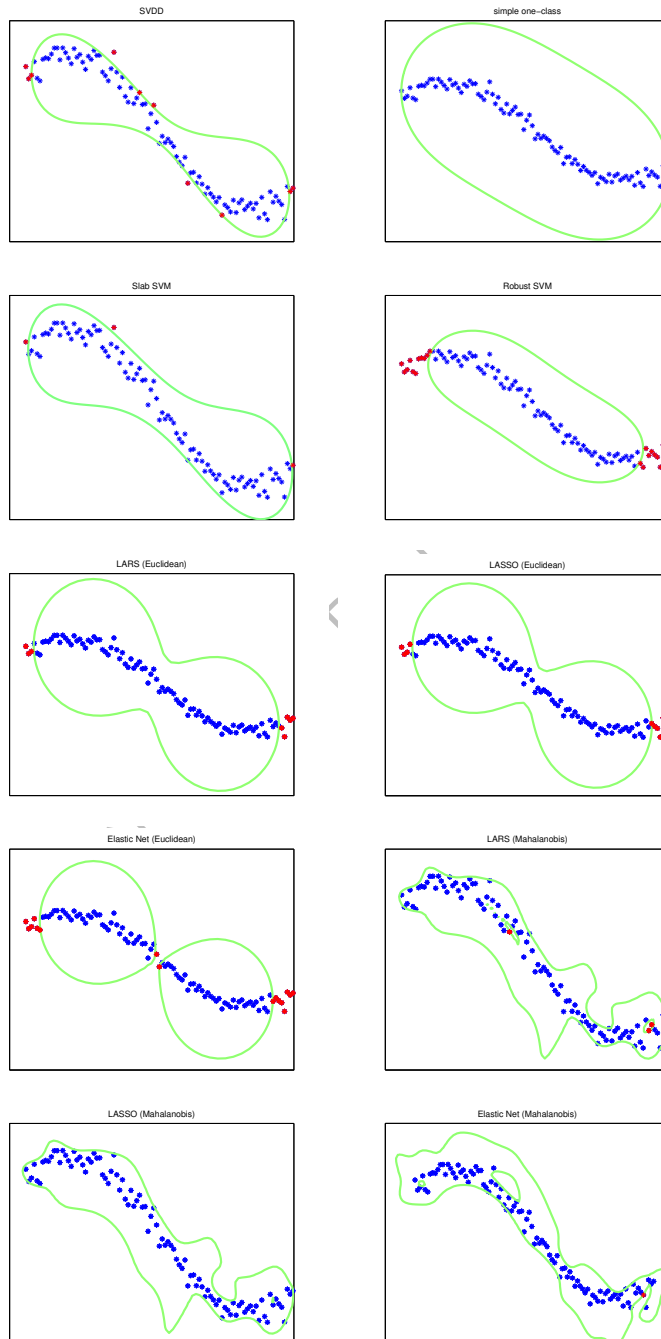 SVDD
simple one-class
Slab SVM
Robust SVM
LARS (Euclidean)
LASSO (Euclidean)
Elastic Net (Euclidean)
LARS (Mahalanobis)
LASSO (Mahalanobis)
Elastic Net (Mahalanobis)